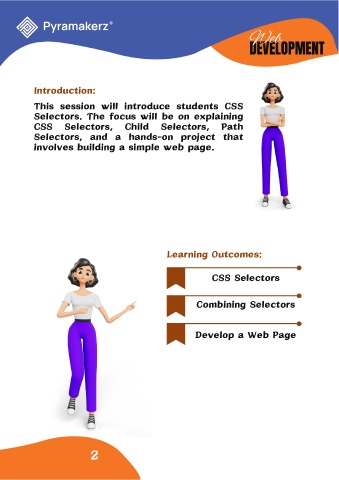 Pyramakerz®
Web
DEVELOPMENT
Introduction:
This session will introduce students CSS
Selectors. The focus will be on explaining
CSS Selectors, Child Selectors, Path
Selectors, and a hands-on project that
involves building a simple web page.
Learning Outcomes:
CSS Selectors
Combining Selectors
Develop a Web Page
2